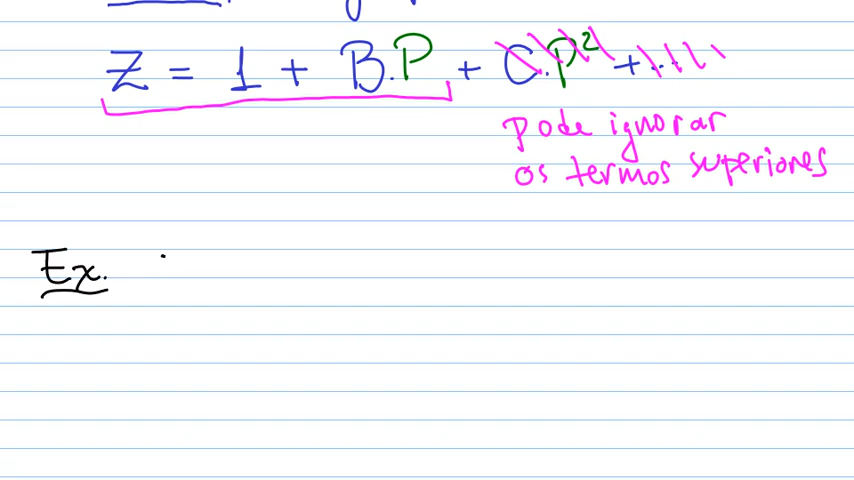 Z = 1 + B.P + C.P² + ...
pode ignorar
os termos superiores
Ex.